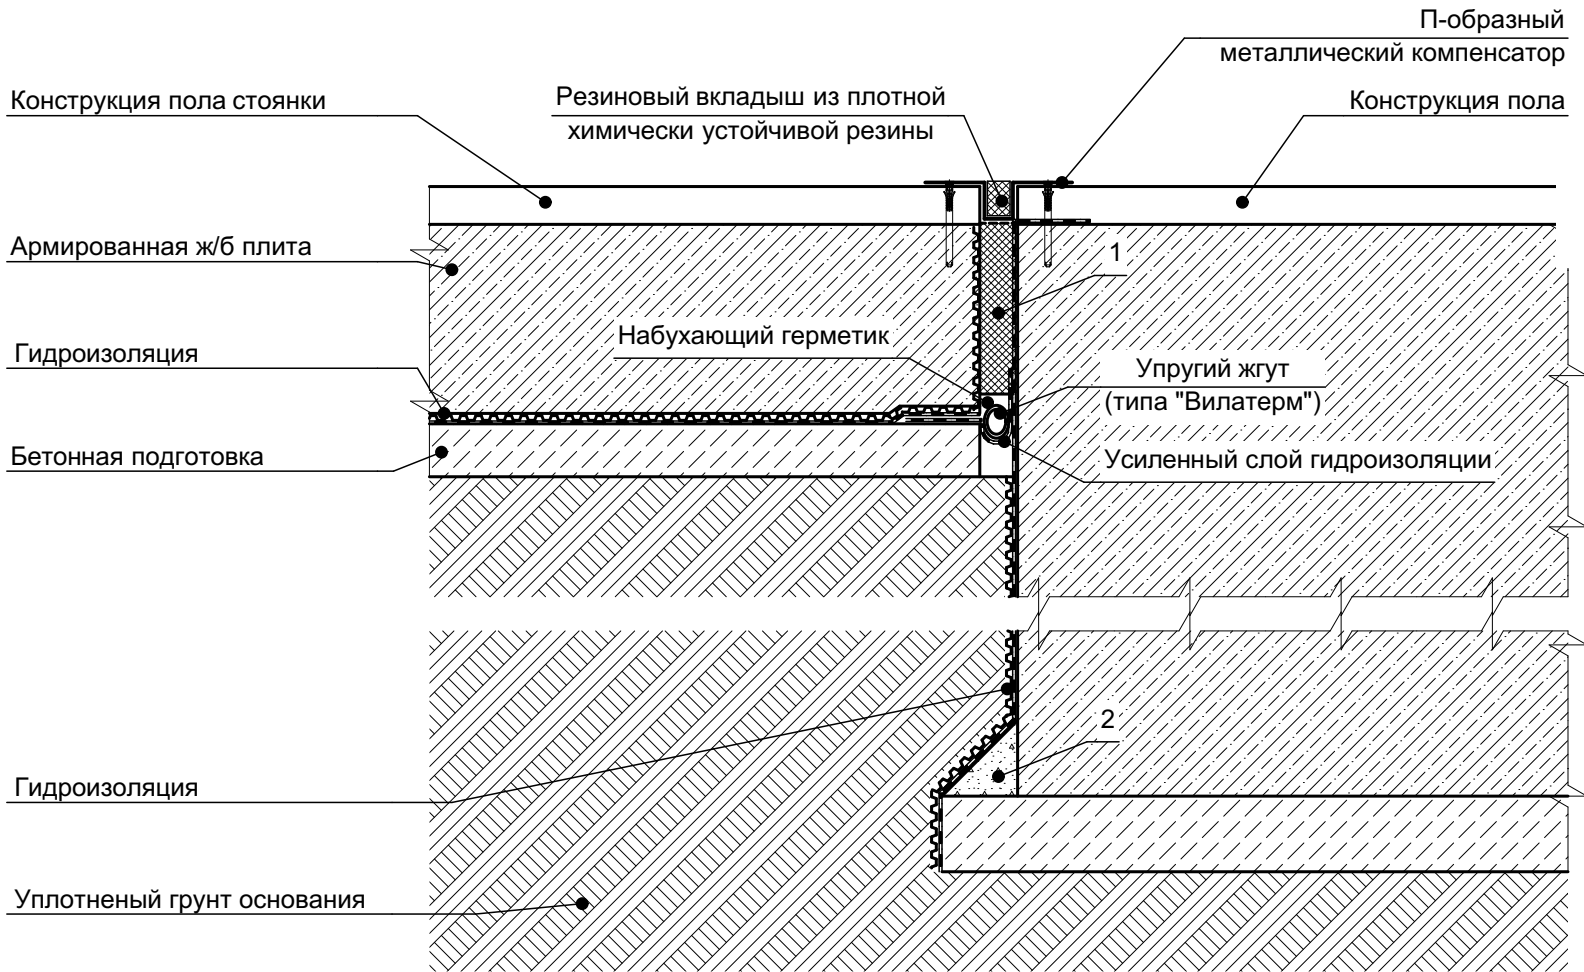 П-образный
металлический компенсатор
Конструкция пола стоянки
Резиновый вкладыш из плотной
химически устойчивой резины
Конструкция пола
Армированная ж/б плита
1
Набухающий герметик
Гидроизоляция
Упругий жгут
(типа "Вилатерм")
Бетонная подготовка
Усиленный слой гидроизоляции
2
Гидроизоляция
Уплотненый грунт основания